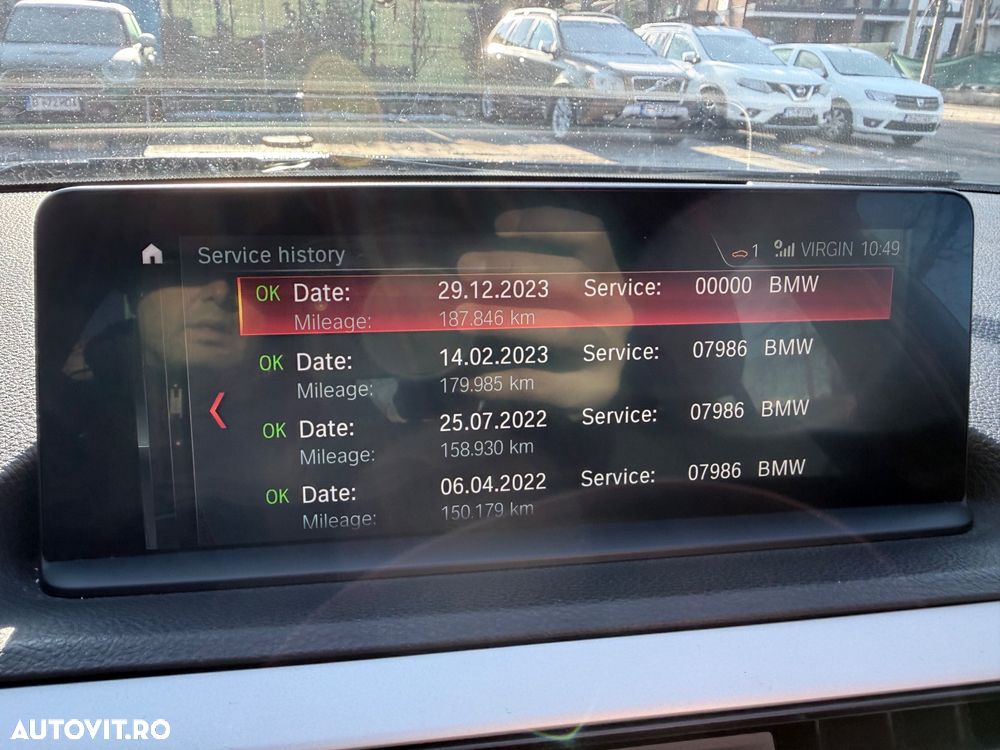 Service history
1 VIRGIN 10:49
OK Date: 29.12.2023 Service: 00000 BMW
Mileage: 187.846 km
OK Date: 14.02.2023 Service: 07986 BMW
Mileage: 179.985 km
OK Date: 25.07.2022 Service: 07986 BMW
Mileage: 158.930 km
OK Date: 06.04.2022 Service: 07986 BMW
Mileage: 150.179 km
AUTOVIT.RO